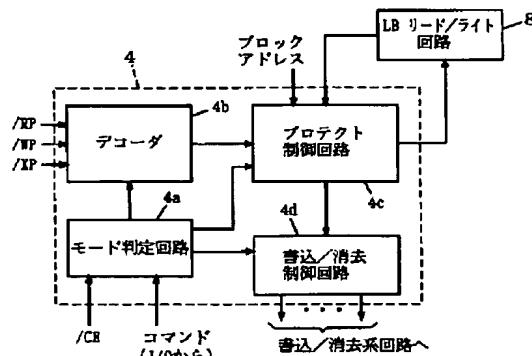 LB リード/ライト
回路
8
ブロック
アドレス
4
4b
/RP
/WP
/XP
デコーダ
プロテクト
制御回路
4a
4c
4d
モード判定回路
書込/消去
制御回路
/CE
コマンド
(I/Oから)
書込/消去系回路へ